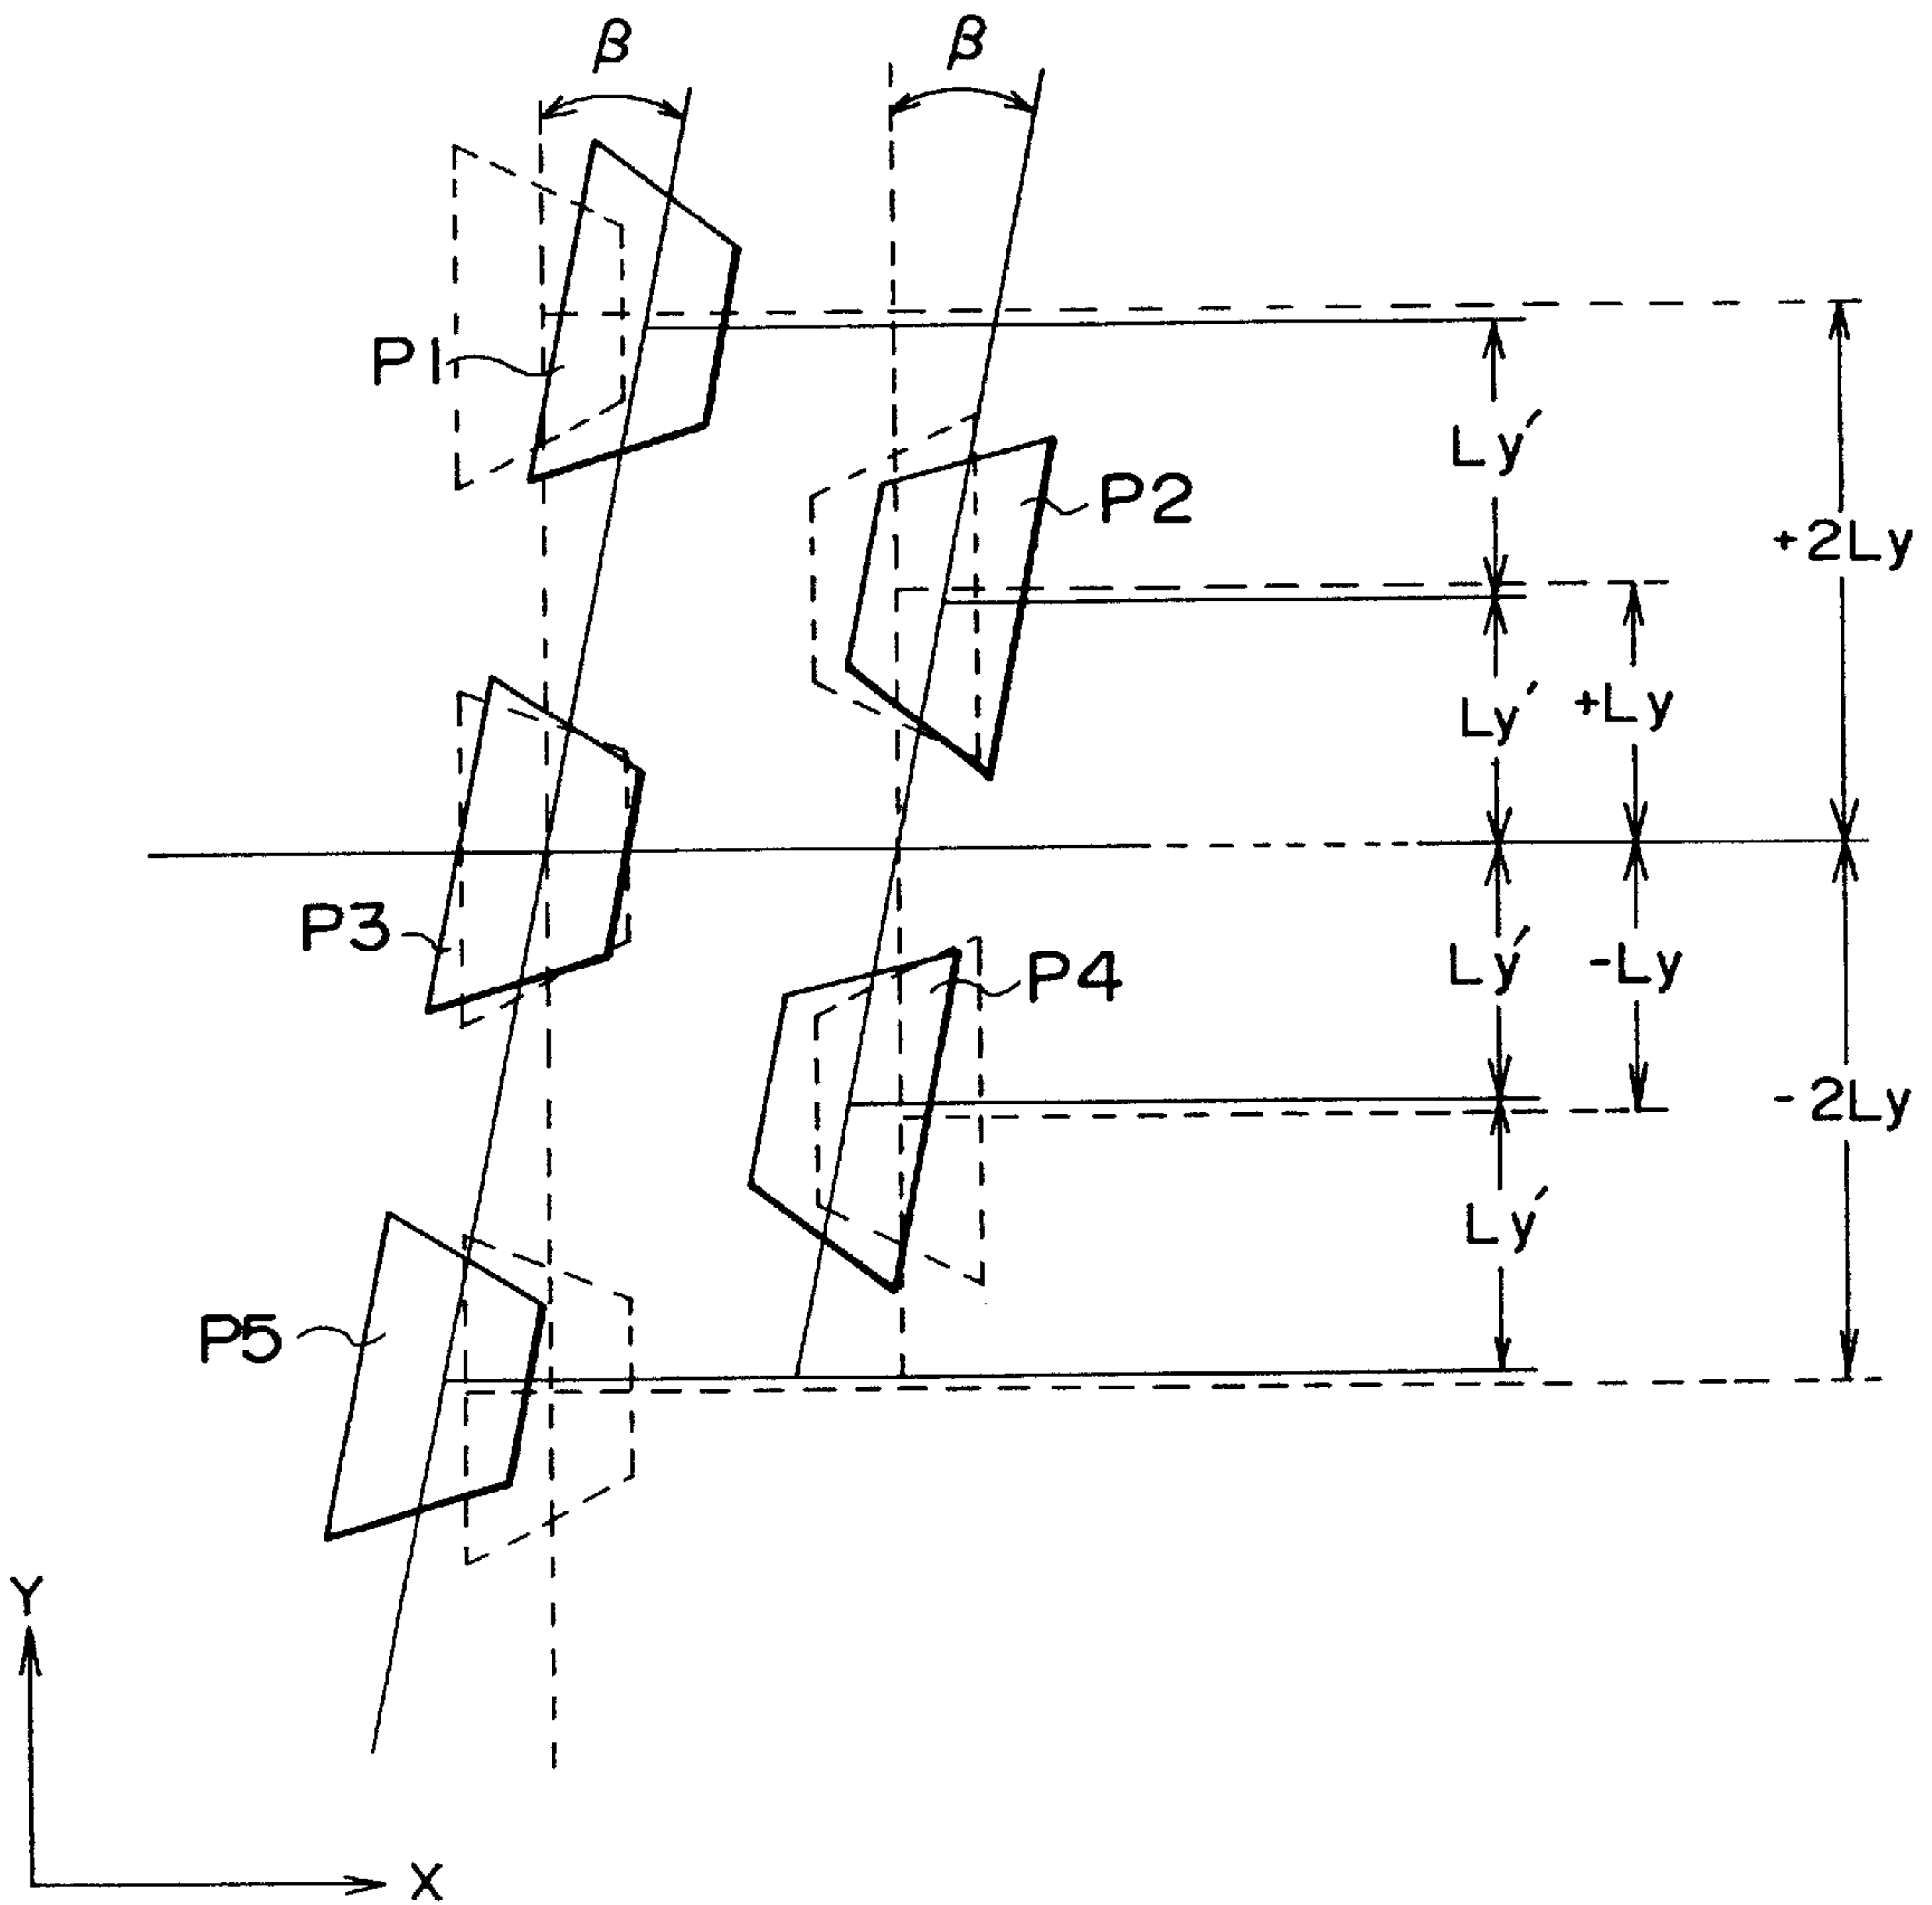 β β
P1
Ly′
P2
+2Ly
Ly′ +Ly
P3
P4
Ly′ -Ly
-2Ly
Ly′
P5
Y
X